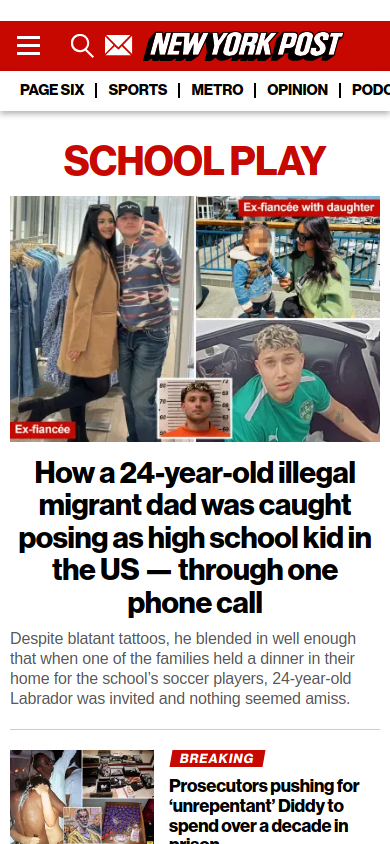 NEW YORK POST
PAGE SIX | SPORTS | METRO | OPINION | PODC
SCHOOL PLAY
Ex-fiancée with daughter
Ex-fiancée
How a 24-year-old illegal
migrant dad was caught
posing as high school kid in
the US — through one
phone call
Despite blatant tattoos, he blended in well enough
that when one of the families held a dinner in their
home for the school’s soccer players, 24-year-old
Labrador was invited and nothing seemed amiss.
BREAKING
Prosecutors pushing for
‘unrepentant’ Diddy to
spend over a decade in
prison